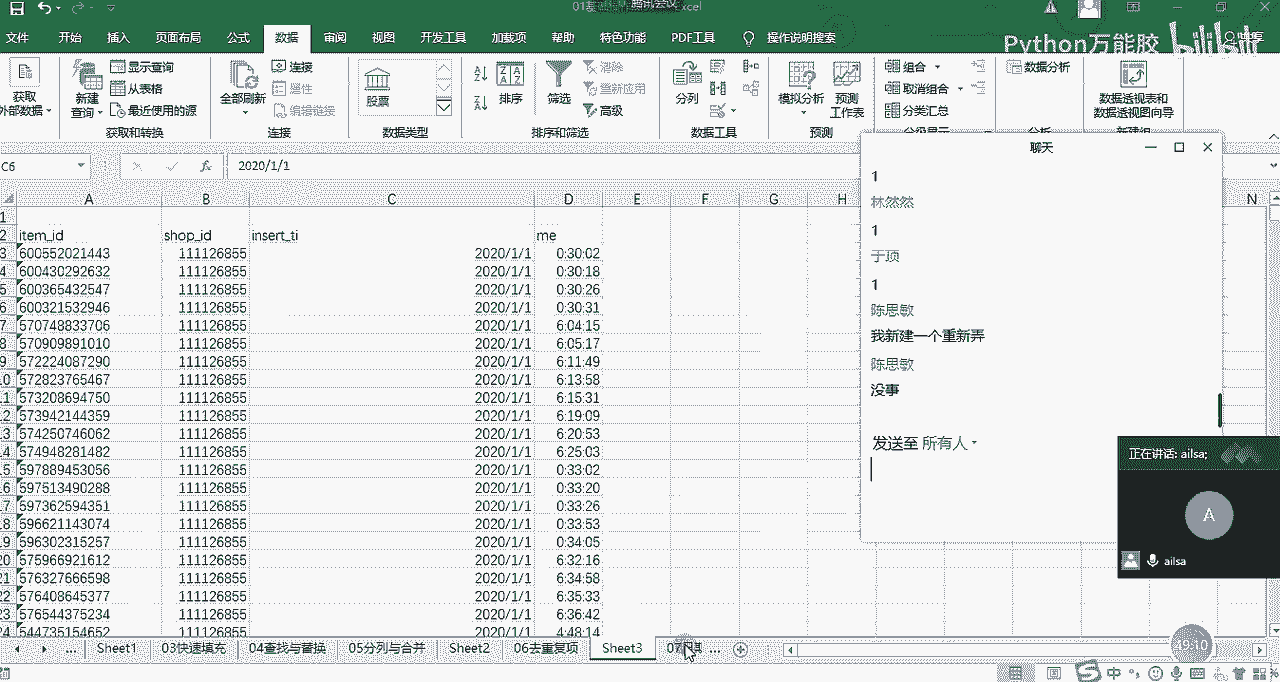 文件 开始 插入 页面布局 公式 数据 审阅 视图 开发工具 加载项 帮助 特色功能 PDF工具 操作说明搜索
Python万能胶 bilibili
获取
外部数据
新建
查询
显示查询
从表格
最近使用的源
获取和转换
全部刷新
连接
属性
编辑链接
连接
股票
数据类型
排序
筛选
清除
重新应用
高级
排序和筛选
分列
数据工具
模拟分析
预测
工作表
预测
组合
取消组合
分类汇总
分级显示
数据分析
分析
数据透视表和
数据透视图向导
新建组
C6 fx 2020/1/1
A B C D E F G H N
1
2 item_id shop_id insert_ti me
3 600552021443 111126855 2020/1/1 0:30:02
4 600430292632 111126855 2020/1/1 0:30:18
5 600365432547 111126855 2020/1/1 0:30:26
6 600321532946 111126855 2020/1/1 0:30:31
7 570748833706 111126855 2020/1/1 6:04:15
8 570909891010 111126855 2020/1/1 6:05:17
9 572224087290 111126855 2020/1/1 6:11:49
10 572823765467 111126855 2020/1/1 6:13:58
11 573208694750 111126855 2020/1/1 6:15:31
12 573942144359 111126855 2020/1/1 6:19:09
13 574250746062 111126855 2020/1/1 6:20:53
14 574948281482 111126855 2020/1/1 6:25:03
15 597889453056 111126855 2020/1/1 0:33:02
16 597513490288 111126855 2020/1/1 0:33:20
17 597362594351 111126855 2020/1/1 0:33:26
18 596621143074 111126855 2020/1/1 0:33:53
19 596302315257 111126855 2020/1/1 0:34:05
20 575966921612 111126855 2020/1/1 6:32:16
21 576327666598 111126855 2020/1/1 6:34:58
22 576408645377 111126855 2020/1/1 6:35:33
23 576544375234 111126855 2020/1/1 6:36:42
24 544735154652 111126855 2020/1/1 4:48:14
聊天
1
林然然
1
于顶
1
陈思敏
我新建一个重新弄
陈思敏
没事
发送至 所有人
正在讲话: ailsa;
A
ailsa
... Sheet1 03快速填充 04查找与替换 05分列与合并 Sheet2 06去重复项 Sheet3 ...
49:10
中